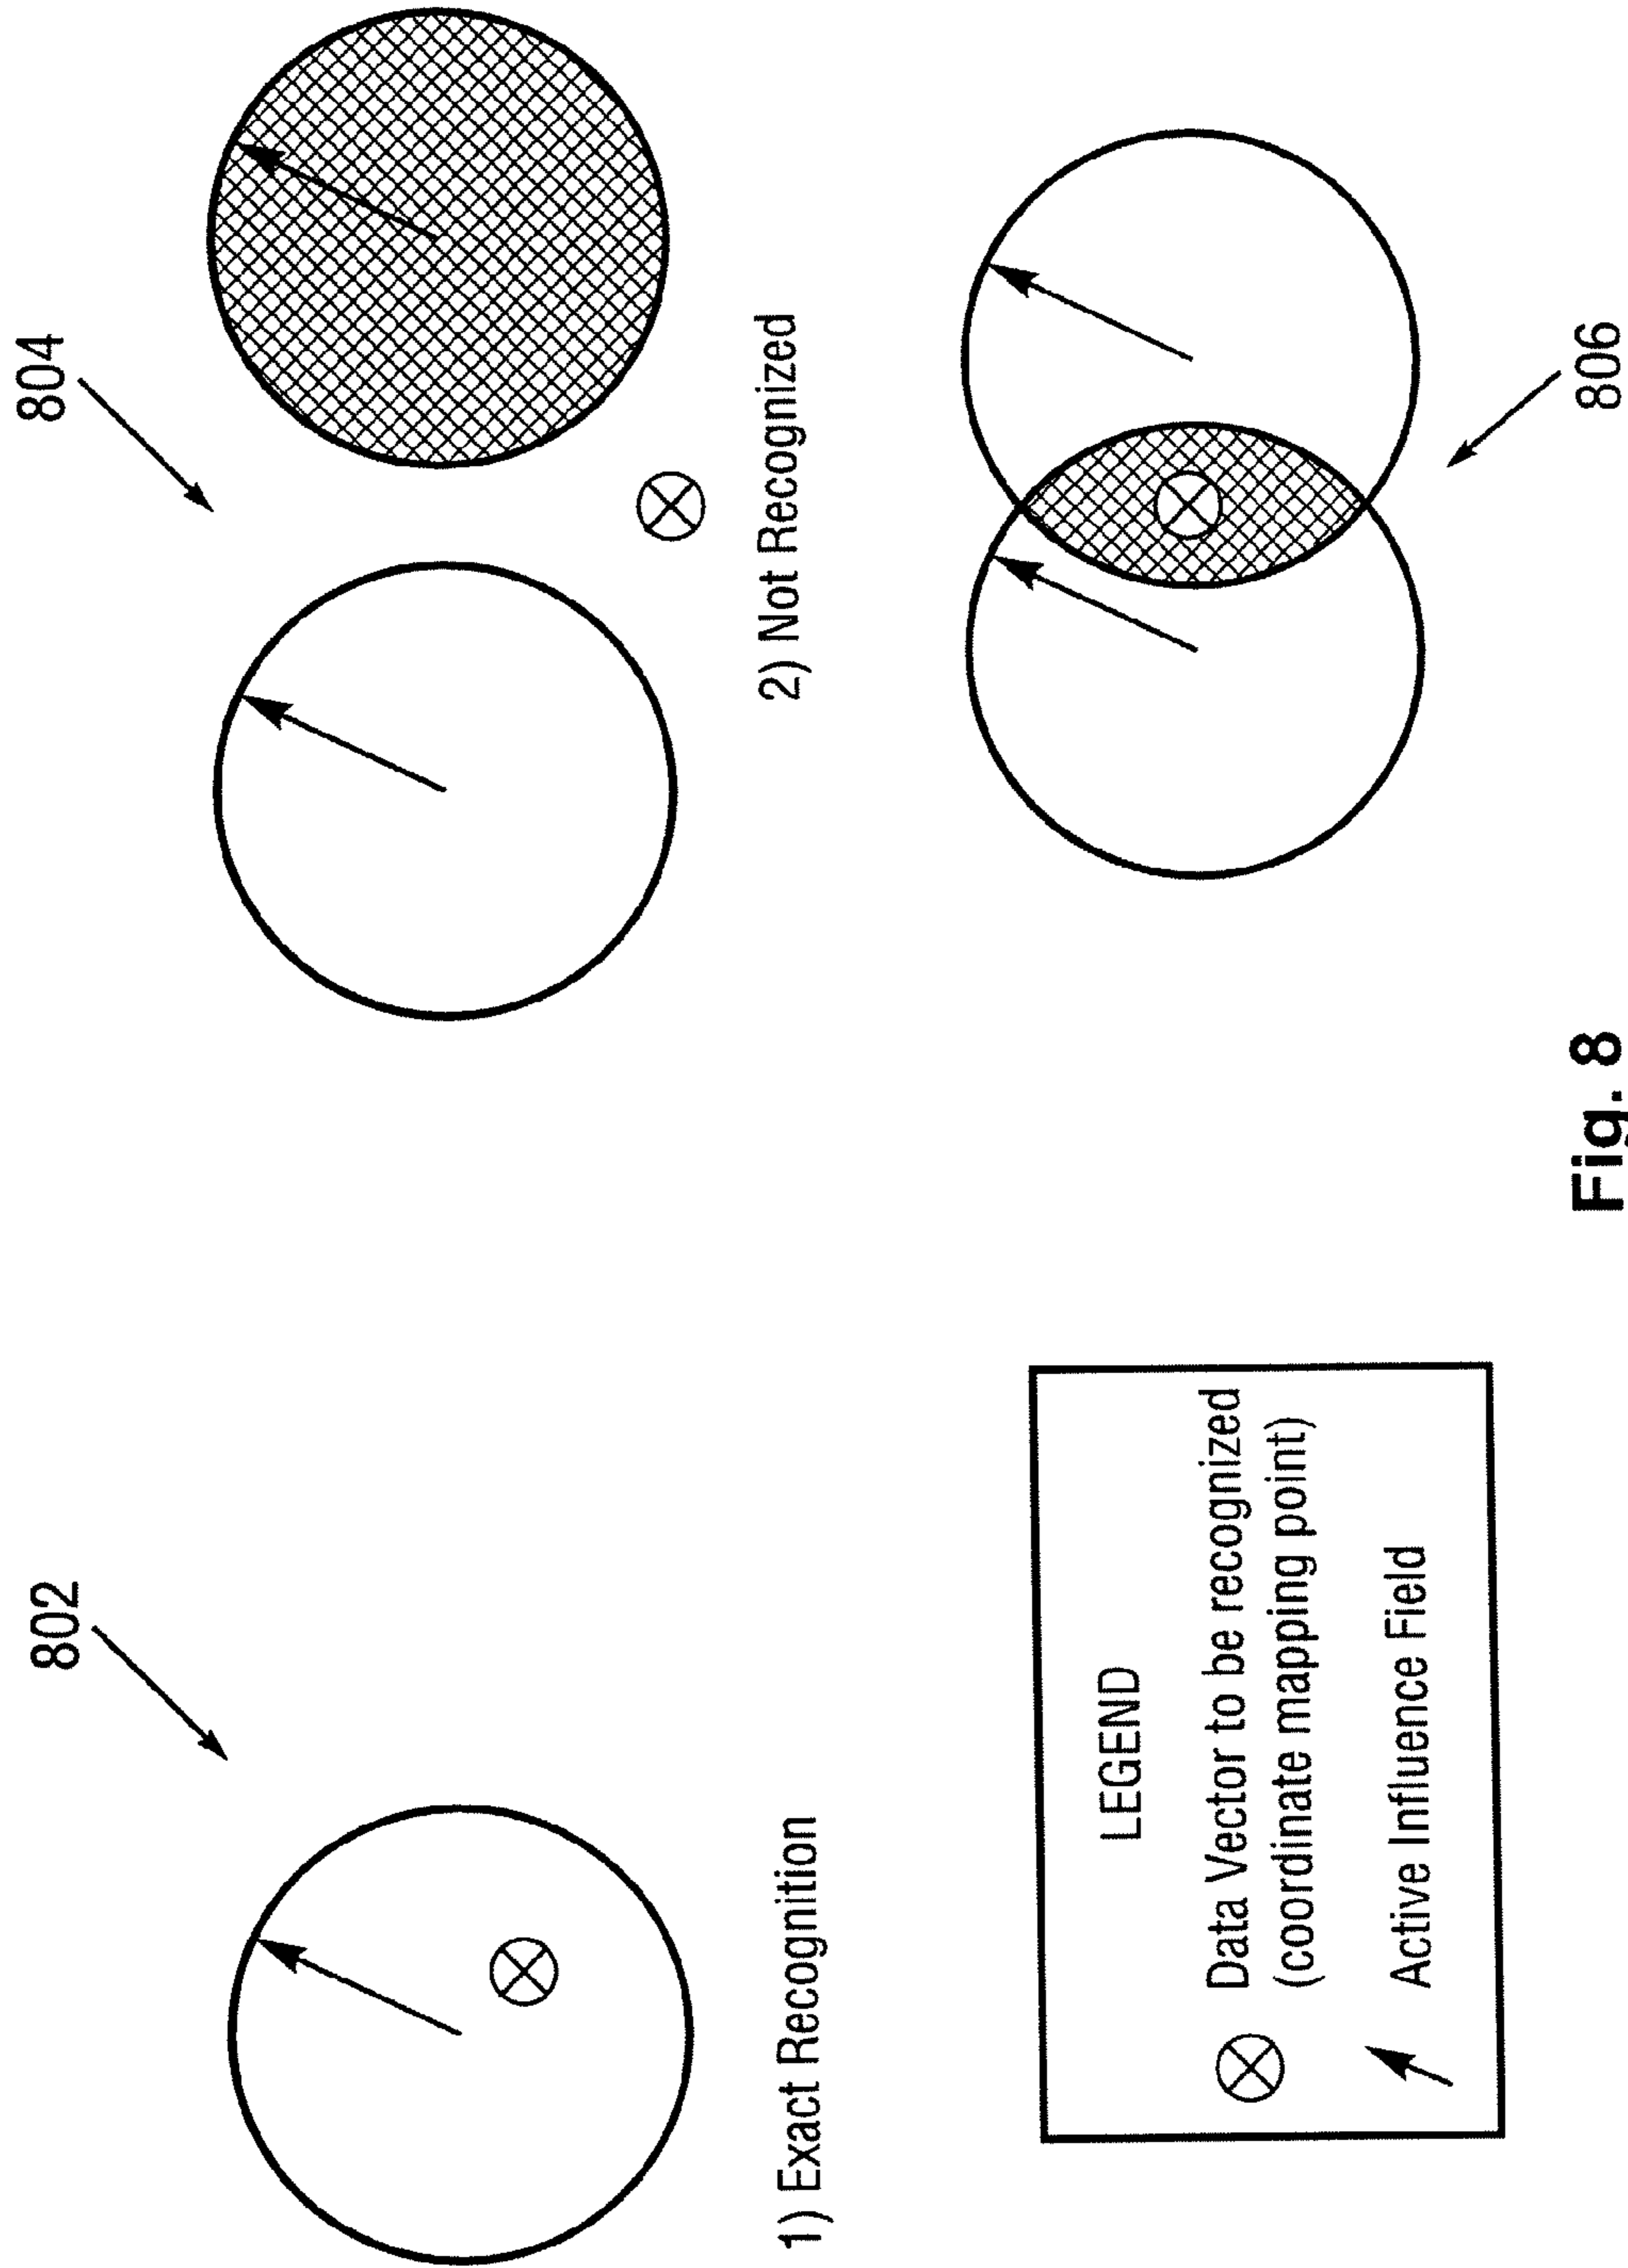 802
804
1) Exact Recognition
2) Not Recognized
LEGEND
Data Vector to be recognized
(coordinate mapping point)
Active Influence Field
806
Fig. 8